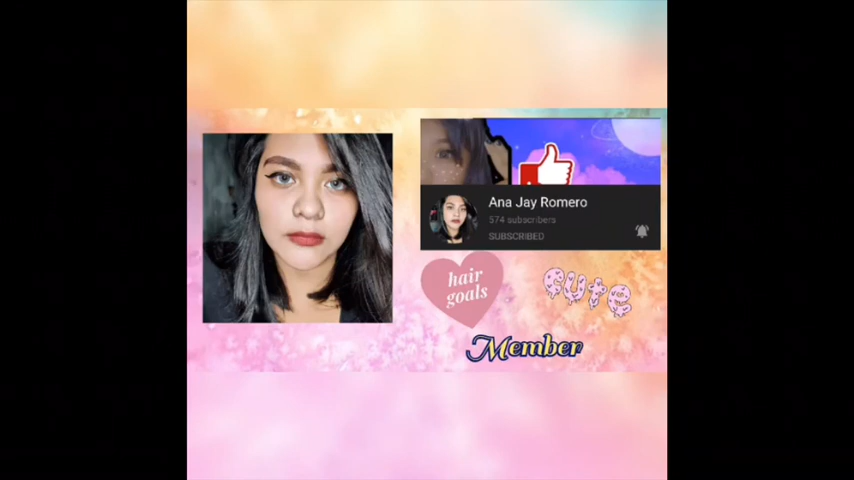 Ana Jay Romero
574 subscribers
SUBSCRIBED
hair
goals
cute
Member